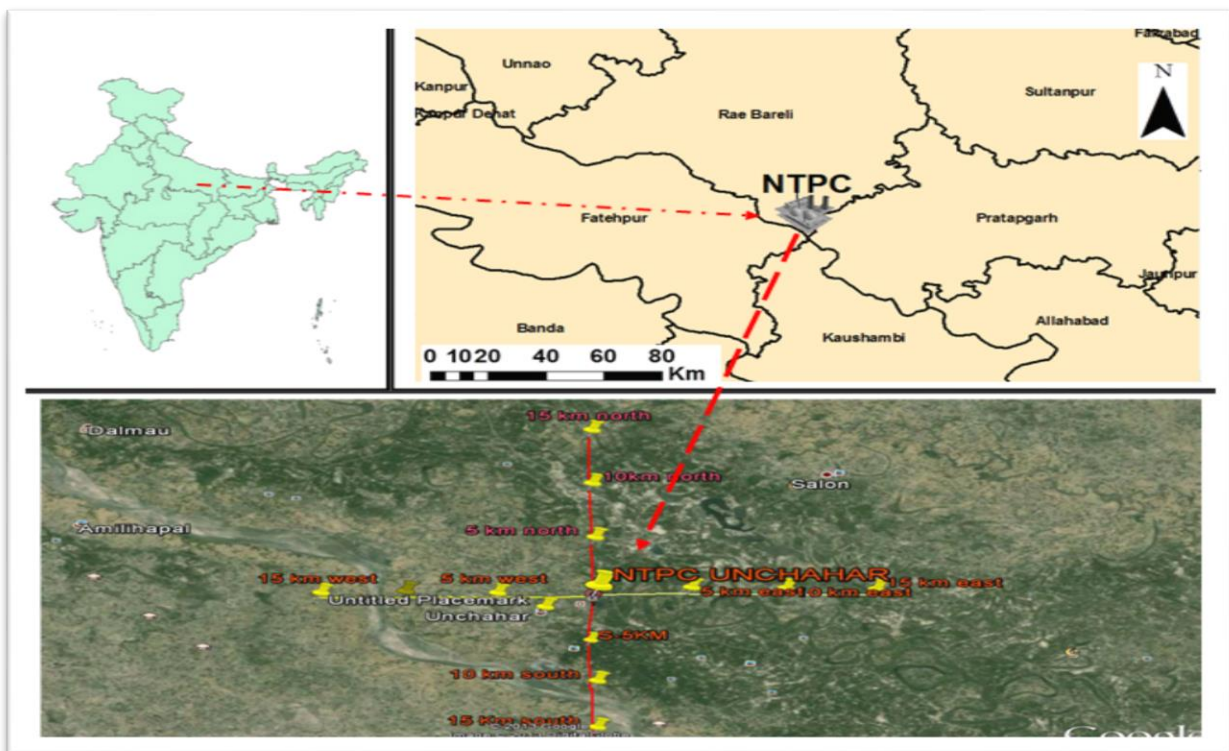 Faizabad
Unnao
N
Kanpur
Sultanpur
Kanpur Dehat
Rae Bareli
NTPC
Fatehpur
Pratapgarh
Jaunpur
Banda
Kaushambi
Allahabad
0 10 20 40 60 80
Km
15 km north
Dalmau
10km north
Salon
Amilihapal
5 km north
15 km west
5 km west
NTPC UNCHAHAR
15 km east
5 km east
0 km east
Untitled Placemark
Unchahar
S-5KM
10 km south
15 Km south
Google